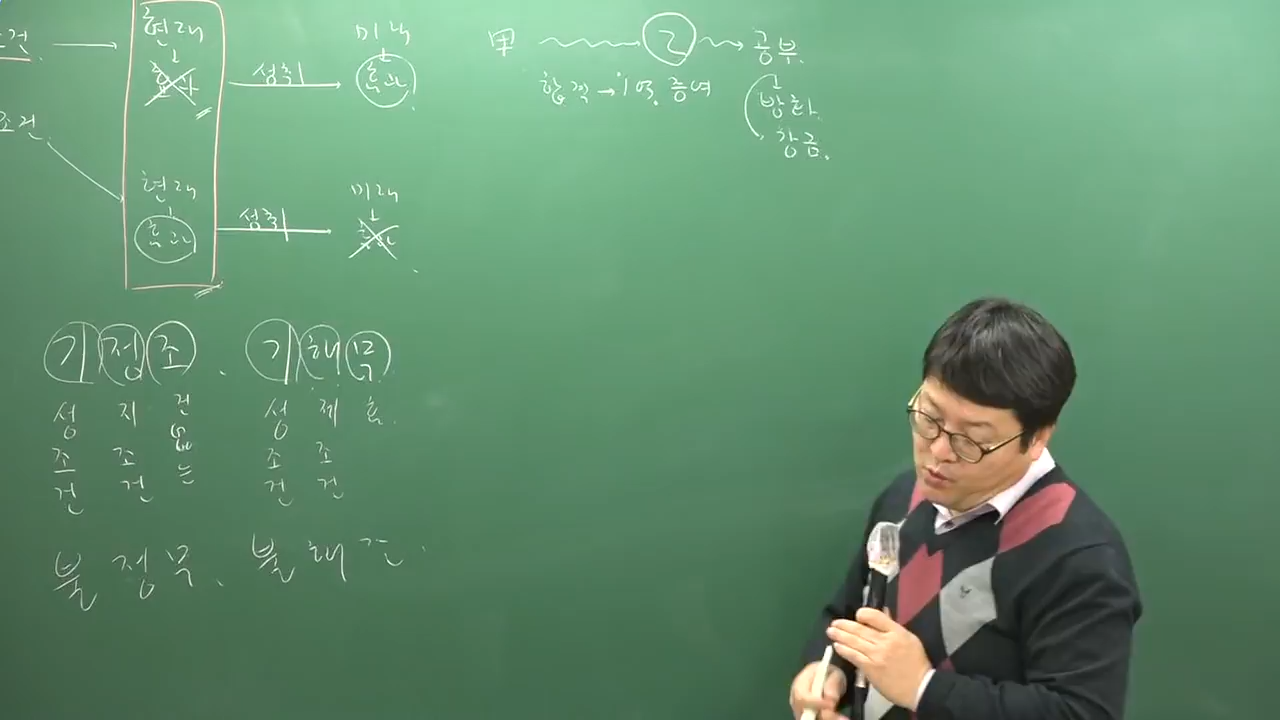 건 현재 미래
효과 성취 효과
조건 현재 미래
효과 성취 효과
甲 乙 공부.
합격 → 1억. 증여 방해
창금.
기 정 조 . 기 해 무
성 지 건 성 제 효.
조 조 없 조 조
건 건 는 건 건
불 정 무 . 불 해 조 .